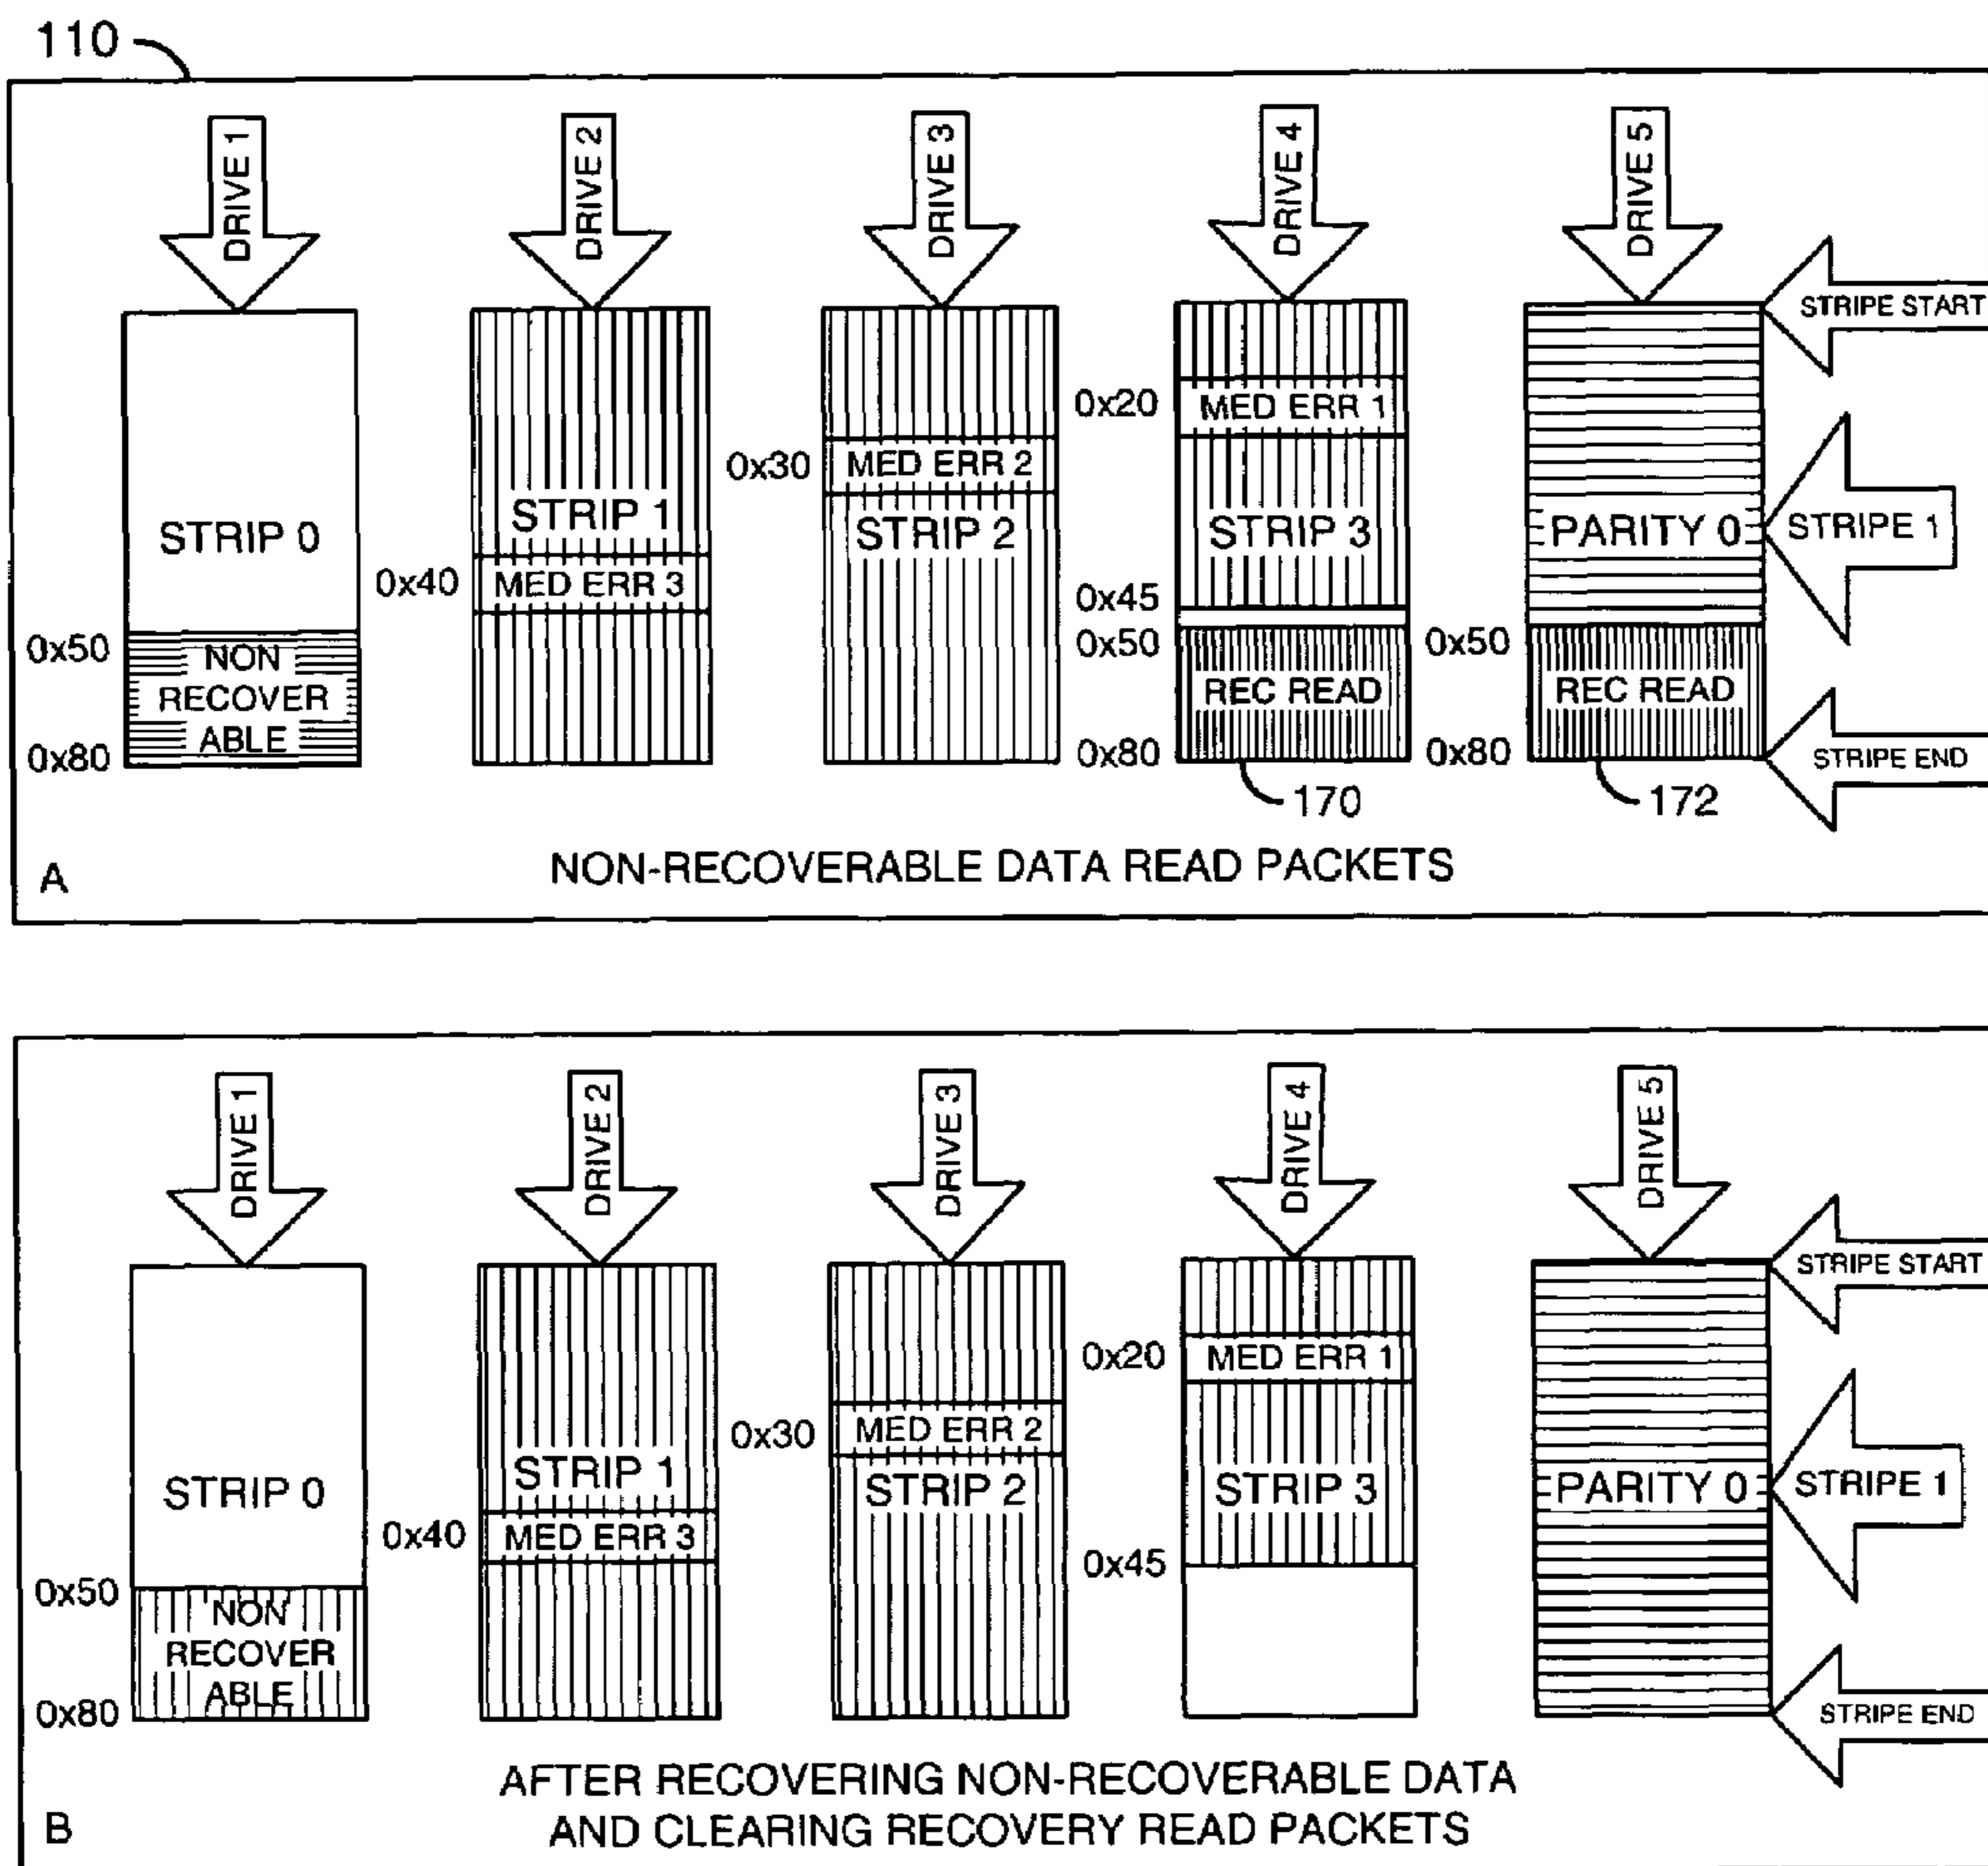 110
DRIVE 1
DRIVE 2
DRIVE 3
DRIVE 4
DRIVE 5
STRIPE START
0x20
MED ERR 1
0x30
MED ERR 2
STRIP 0
STRIP 1
STRIP 2
STRIP 3
PARITY 0
STRIPE 1
0x40
MED ERR 3
0x45
0x50
NON
RECOVER
ABLE
0x80
0x50
REC READ
0x80
0x50
REC READ
0x80
STRIPE END
170
172
A
NON-RECOVERABLE DATA READ PACKETS
DRIVE 1
DRIVE 2
DRIVE 3
DRIVE 4
DRIVE 5
STRIPE START
0x20
MED ERR 1
0x30
MED ERR 2
STRIP 0
STRIP 1
STRIP 2
STRIP 3
PARITY 0
STRIPE 1
0x40
MED ERR 3
0x45
0x50
NON
RECOVER
ABLE
0x80
STRIPE END
AFTER RECOVERING NON-RECOVERABLE DATA
AND CLEARING RECOVERY READ PACKETS
B